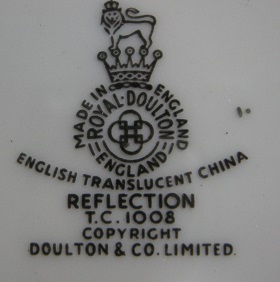 MADE IN ENGLAND
ROYAL·DOULTON
ENGLAND
ENGLISH TRANSLUCENT CHINA
REFLECTION
T.C. 1008
COPYRIGHT
DOULTON & CO. LIMITED.